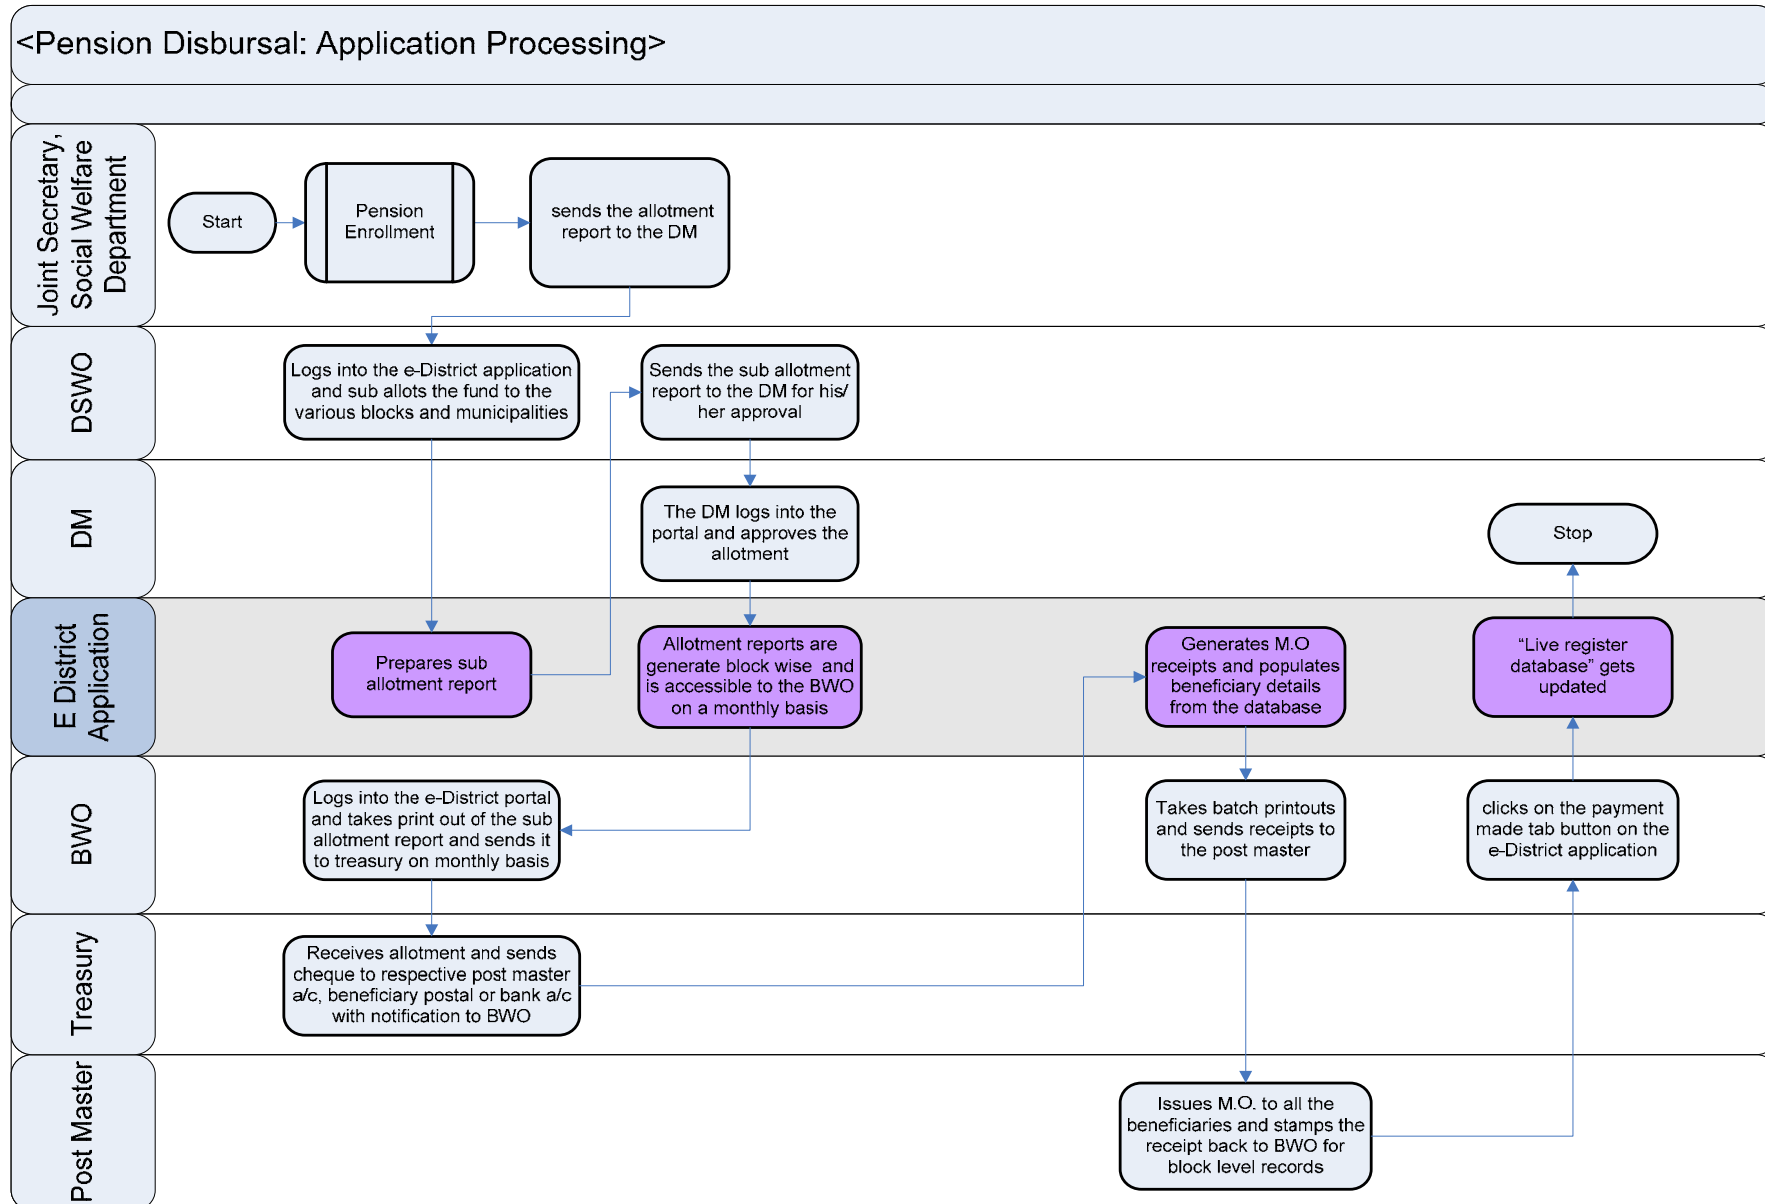 <Pension Disbursal: Application Processing>
Joint Secretary,
Social Welfare
Department
Start
Pension
Enrollment
sends the allotment
report to the DM
DSWO
Logs into the e-District application
and sub allots the fund to the
various blocks and municipalities
Sends the sub allotment
report to the DM for his/
her approval
DM
The DM logs into the
portal and approves the
allotment
Stop
E District
Application
Prepares sub
allotment report
Allotment reports are
generate block wise and
is accessible to the BWO
on a monthly basis
Generates M.O
receipts and populates
beneficiary details
from the database
“Live register
database” gets
updated
BWO
Logs into the e-District portal
and takes print out of the sub
allotment report and sends it
to treasury on monthly basis
Takes batch printouts
and sends receipts to
the post master
clicks on the payment
made tab button on the
e-District application
Treasury
Receives allotment and sends
cheque to respective post master
a/c, beneficiary postal or bank a/c
with notification to BWO
Post Master
Issues M.O. to all the
beneficiaries and stamps the
receipt back to BWO for
block level records